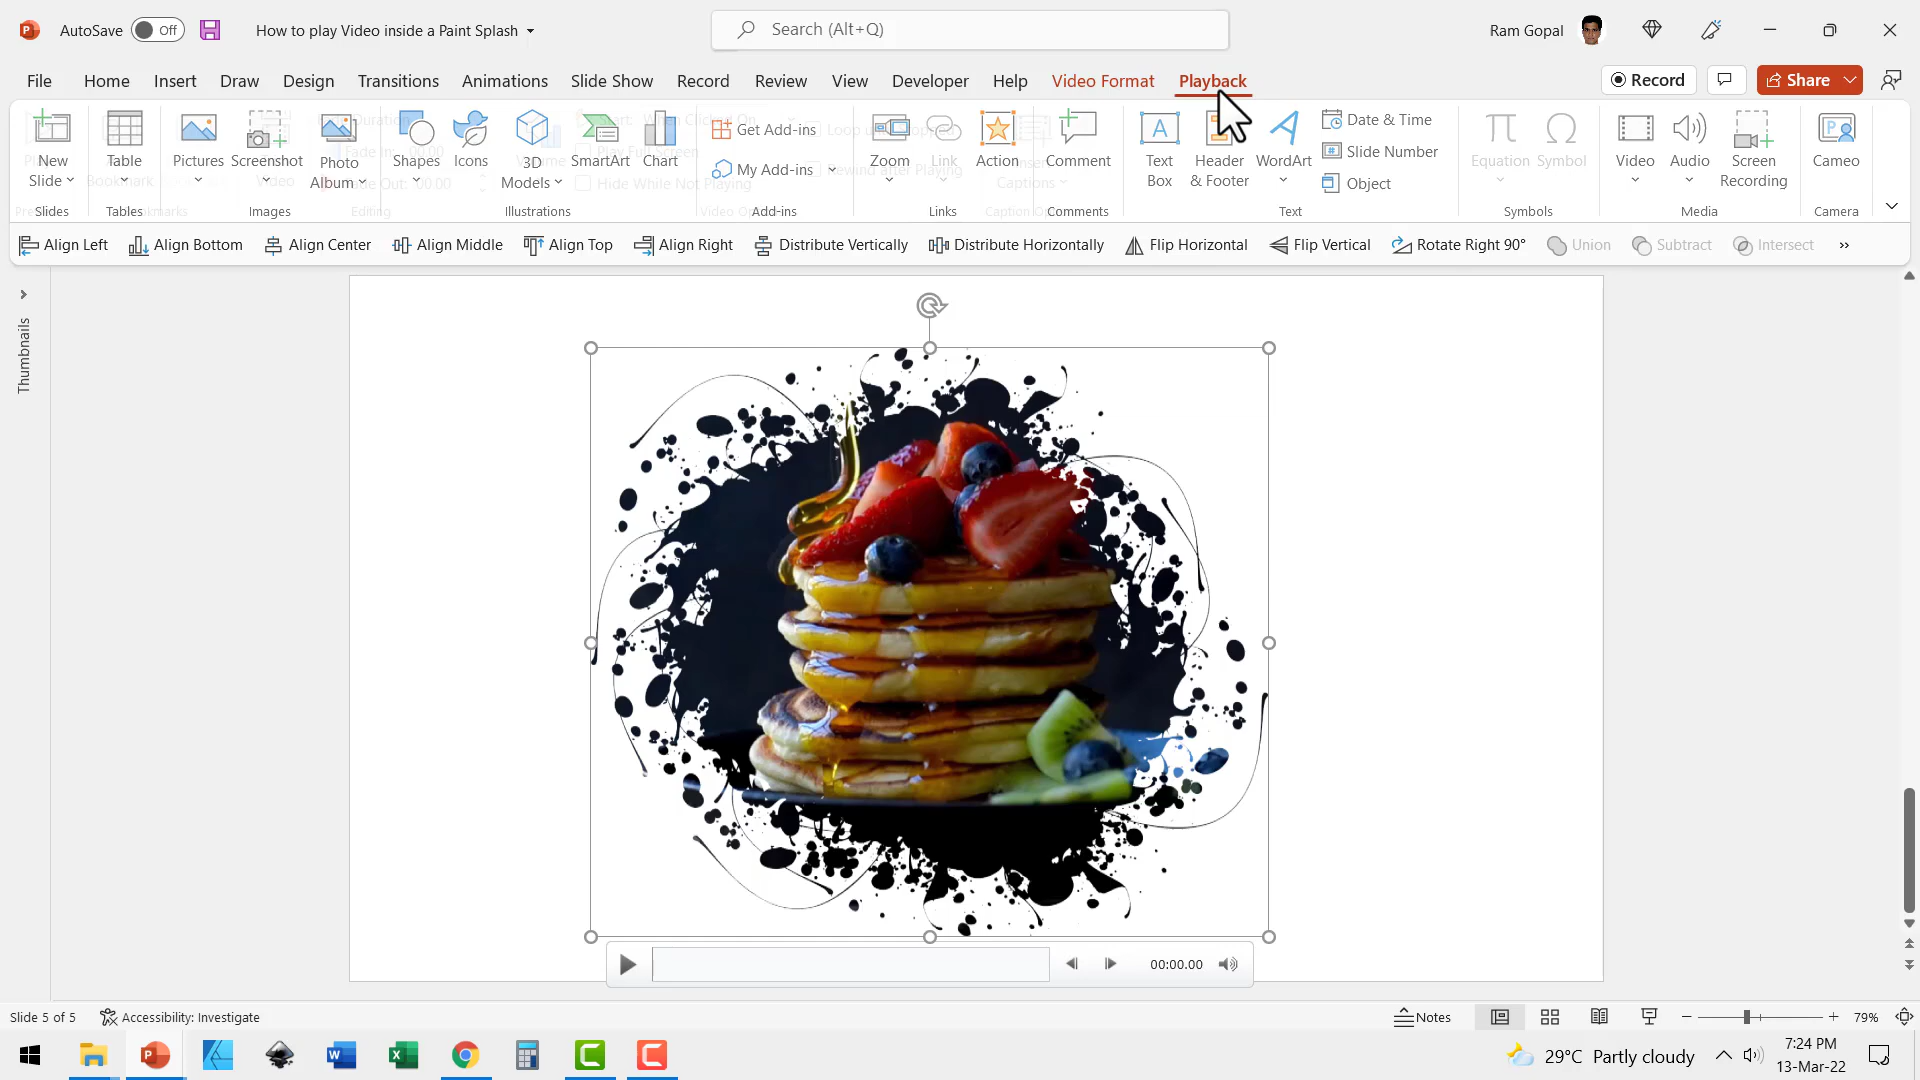 AutoSave Off How to play Video inside a Paint Splash Search (Alt+Q) Ram Gopal
File Home Insert Draw Design Transitions Animations Slide Show Record Review View Developer Help Video Format Playback Record Share
New Slide Table Pictures Screenshot Photo Album Shapes Icons 3D Models SmartArt Chart Get Add-ins My Add-ins Zoom Link Action Comment Text Box Header & Footer WordArt Date & Time Slide Number Object Equation Symbol Video Audio Screen Recording Cameo
Slides Tables Images Illustrations Add-ins Links Comments Text Symbols Media Camera
Align Left Align Bottom Align Center Align Middle Align Top Align Right Distribute Vertically Distribute Horizontally Flip Horizontal Flip Vertical Rotate Right 90° Union Subtract Intersect
Thumbnails
00:00.00
Slide 5 of 5 Accessibility: Investigate Notes 79%
29°C Partly cloudy 7:24 PM
13-Mar-22